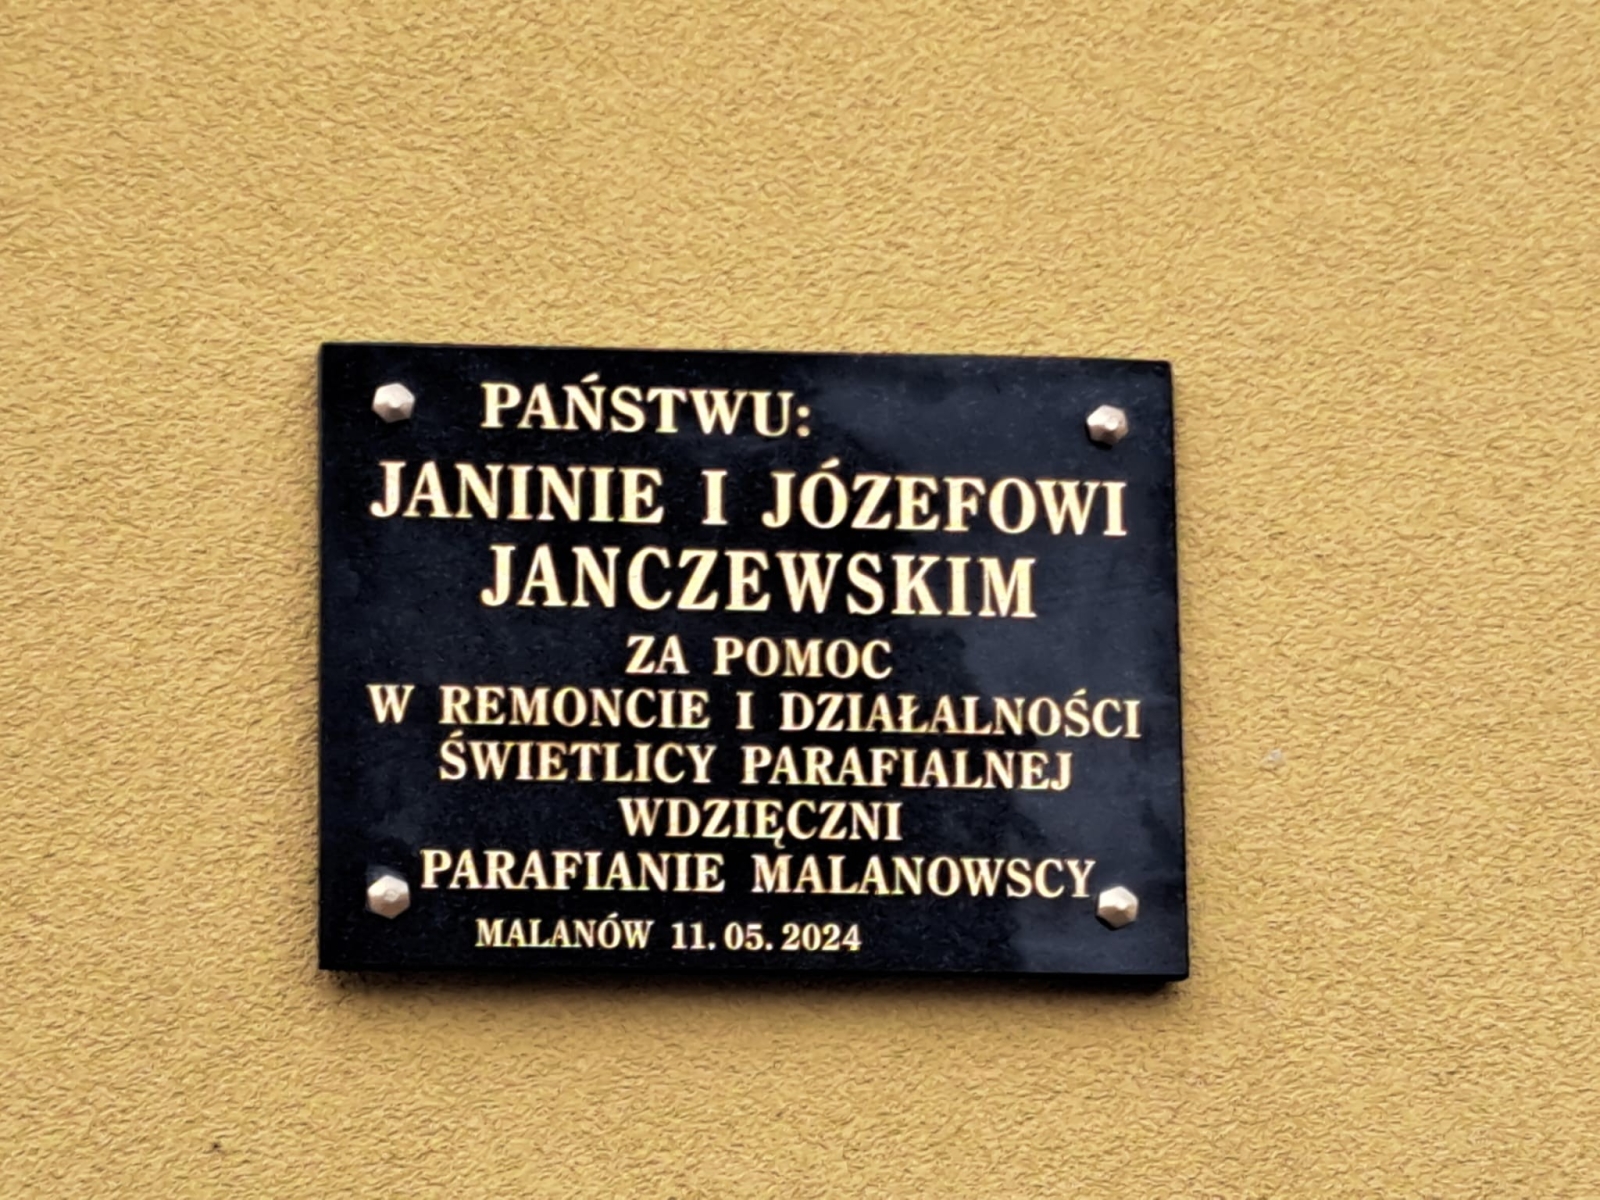 PAŃSTWU:
JANINIE I JÓZEFOWI
JANCZEWSKIM
ZA POMOC
W REMONCIE I DZIAŁALNOŚCI
ŚWIETLICY PARAFIALNEJ
WDZIĘCZNI
PARAFIANIE MALANOWSCY
MALANÓW 11.05.2024